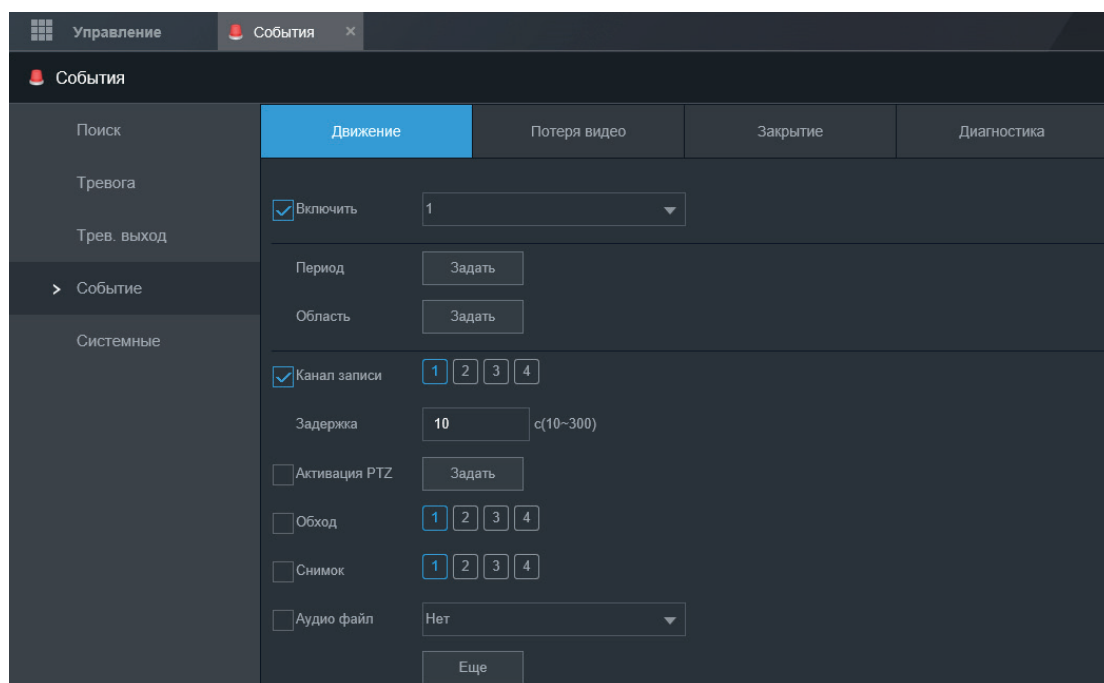 Управление
События ×
События
Поиск
Тревога
Трев. выход
> Событие
Системные
Движение Потеря видео Закрытие Диагностика
Включить 1
Период Задать
Область Задать
Канал записи 1 2 3 4
Задержка 10 с(10~300)
Активация PTZ Задать
Обход 1 2 3 4
Снимок 1 2 3 4
Аудио файл Нет
Еще